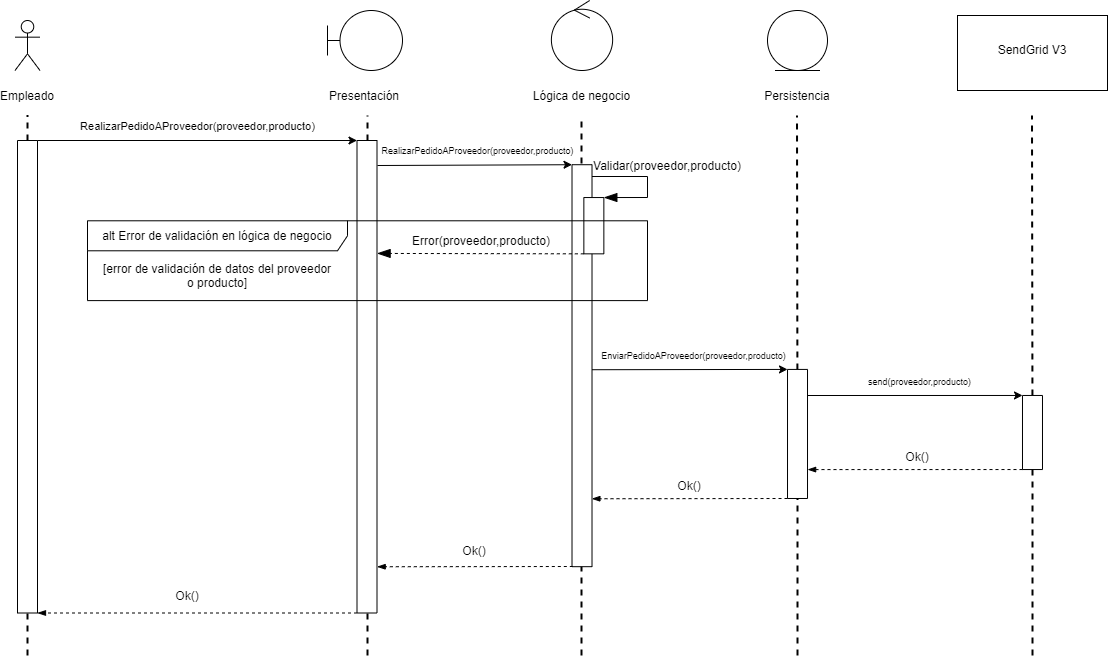 SendGrid V3
Empleado
Presentación
Lógica de negocio
Persistencia
RealizarPedidoAProveedor(proveedor,producto)
RealizarPedidoAProveedor(proveedor,producto)
Validar(proveedor,producto)
alt Error de validación en lógica de negocio
Error(proveedor,producto)
[error de validación de datos del proveedor
o producto]
EnviarPedidoAProveedor(proveedor,producto)
send(proveedor,producto)
Ok()
Ok()
Ok()
Ok()